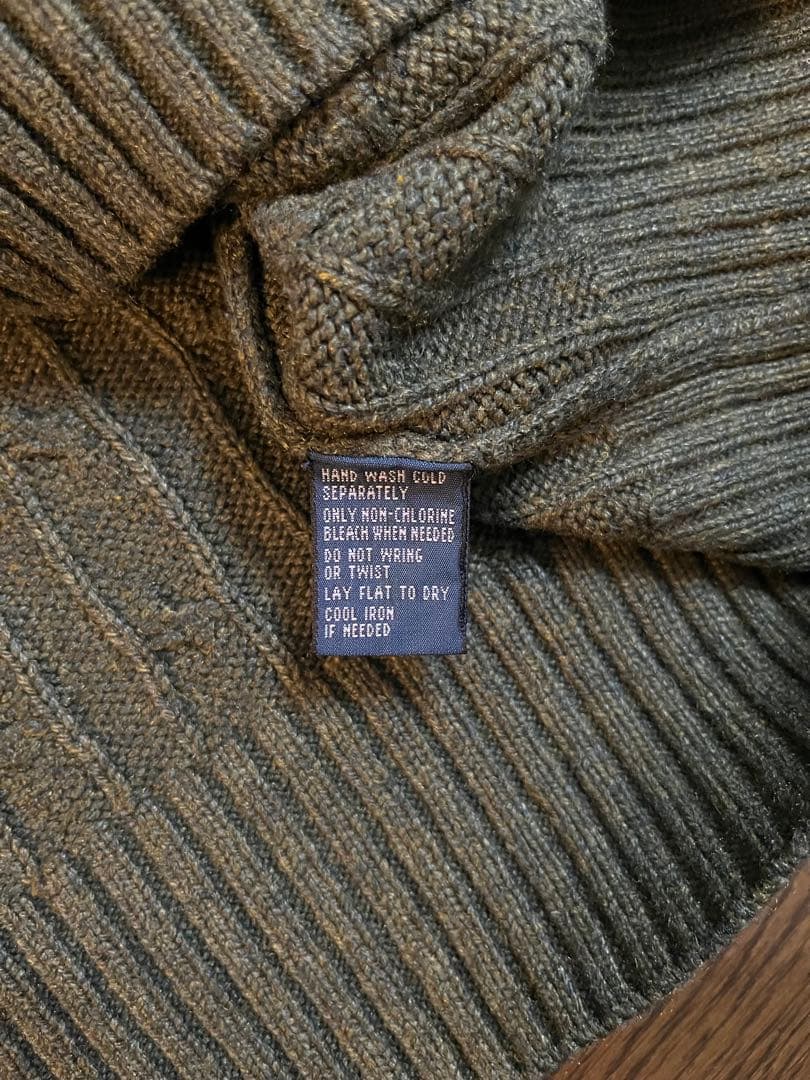 HAND WASH COLD
SEPARATELY
ONLY NON-CHLORINE
BLEACH WHEN NEEDED
DO NOT WRING
OR TWIST
LAY FLAT TO DRY
COOL IRON
IF NEEDED